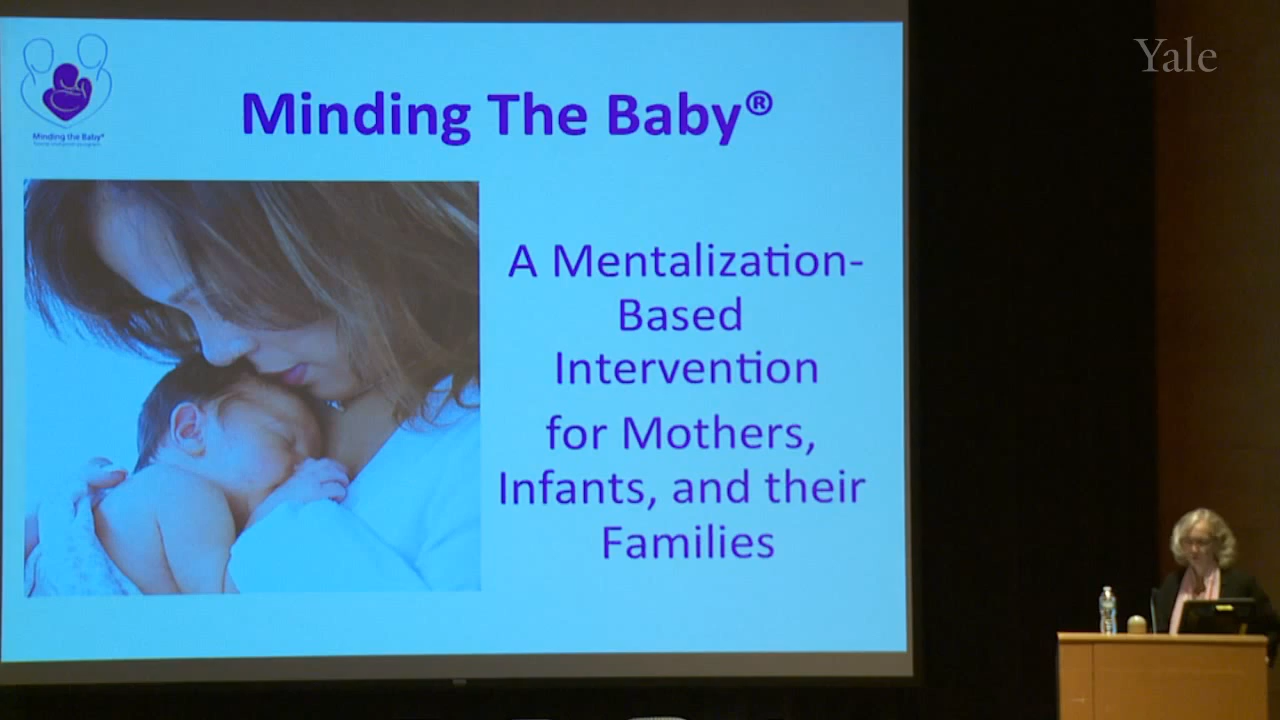 Yale
Minding The Baby®
Minding the Baby®
A Mentalization-
Based
Intervention
for Mothers,
Infants, and their
Families